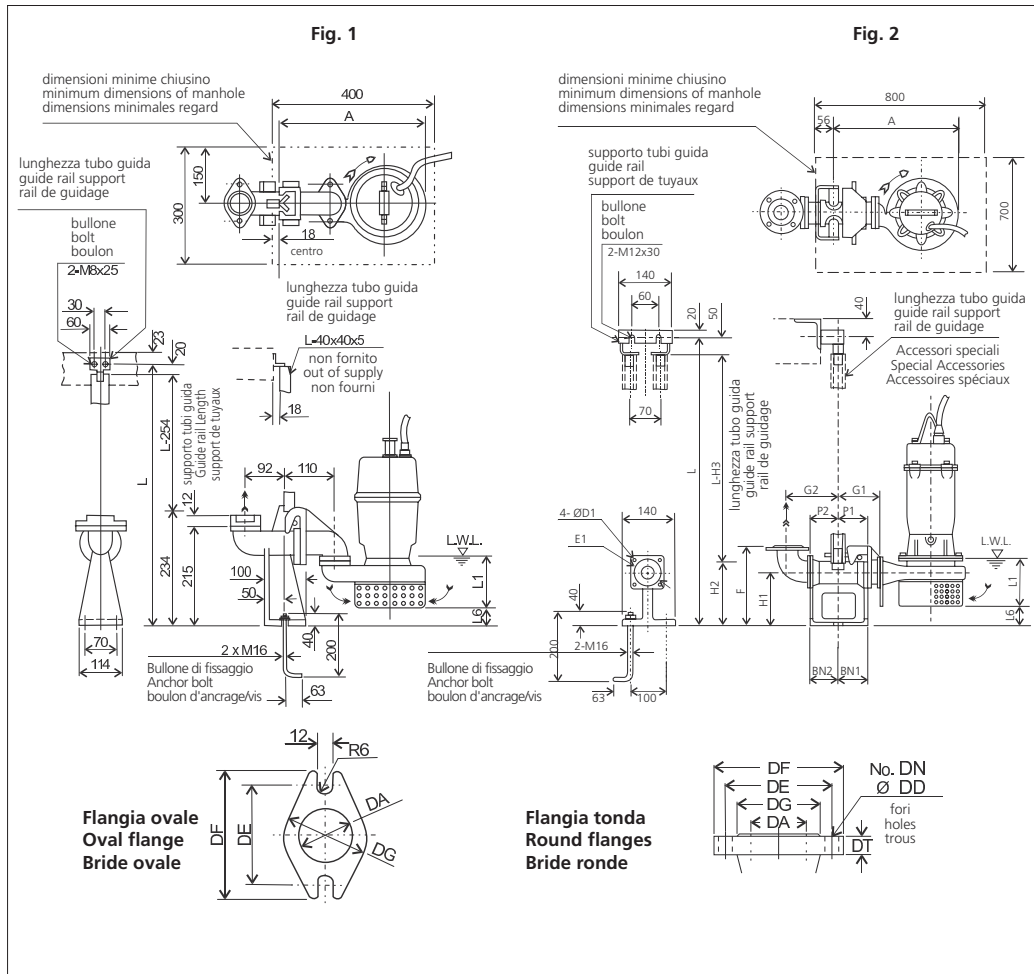 Fig. 1
dimensioni minime chiusino
minimum dimensions of manhole
dimensions minimales regard
400
A
lunghezza tubo guida
guide rail support
rail de guidage
150
300
18
centro
bullone
bolt
boulon
2-M8x25
30
60
23
20
lunghezza tubo guida
guide rail support
rail de guidage
L-40x40x5
non fornito
out of supply
non fourni
18
L
L-254
supporto tubi guida
Guide rail Length
support de tuyaux
12
92
110
234
215
100
50
L.W.L.
L1
L6
40
200
2 x M16
70
114
Bullone di fissaggio
Anchor bolt
boulon d'ancrage/vis
63
Fig. 2
dimensioni minime chiusino
minimum dimensions of manhole
dimensions minimales regard
800
56
A
700
supporto tubi guida
guide rail
support de tuyaux
bullone
bolt
boulon
2-M12x30
140
60
20
50
40
lunghezza tubo guida
guide rail support
rail de guidage
Accessori speciali
Special Accessories
Accessoires spéciaux
70
L
L-H3
lunghezza tubo guida
guide rail support
rail de guidage
G2
G1
P2
P1
4- ØD1
140
E1
L.W.L.
H2
F
H1
L1
L6
40
200
2-M16
Bullone di fissaggio
Anchor bolt
boulon d'ancrage/vis
63
100
BN2
BN1
12
R6
DA
DF
DE
DG
Flangia ovale
Oval flange
Bride ovale
Flangia tonda
Round flanges
Bride ronde
DF
DE
DG
DA
No. DN
Ø DD
fori
holes
trous
DT